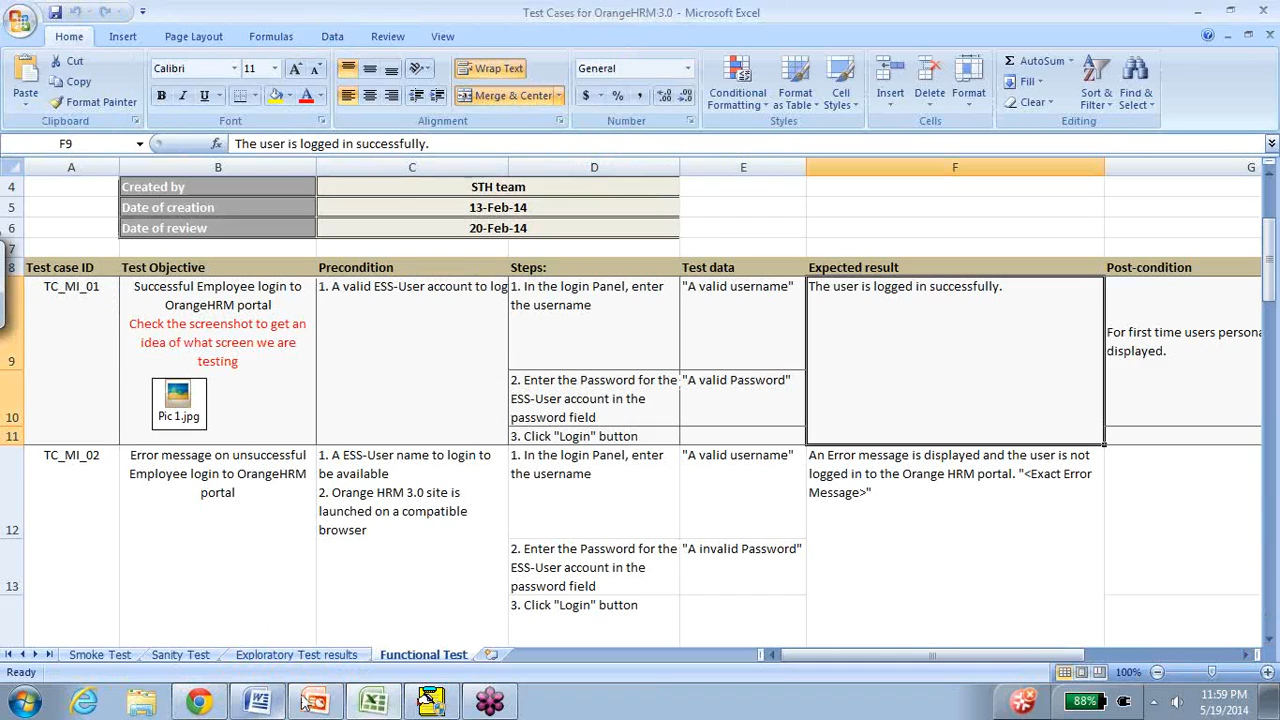 Test Cases for OrangeHRM 3.0 - Microsoft Excel
Home Insert Page Layout Formulas Data Review View
Paste
Cut
Copy
Format Painter
Clipboard
Calibri 11
B I U
Font
Wrap Text
Merge & Center
Alignment
General
$ % ,
Number
Conditional Formatting
Format as Table
Cell Styles
Styles
Insert Delete Format
Cells
AutoSum
Fill
Clear
Sort & Filter
Find & Select
Editing
F9 fx The user is logged in successfully.
A B C D E F G
4 Created by STH team
5 Date of creation 13-Feb-14
6 Date of review 20-Feb-14
7
8 Test case ID Test Objective Precondition Steps: Test data Expected result Post-condition
9
TC_MI_01
Successful Employee login to
OrangeHRM portal
Check the screenshot to get an
idea of what screen we are
testing
Pic 1.jpg
1. A valid ESS-User account to log
1. In the login Panel, enter
the username
"A valid username"
The user is logged in successfully.
For first time users persona
displayed.
10
2. Enter the Password for the
ESS-User account in the
password field
"A valid Password"
11
3. Click "Login" button
12
TC_MI_02
Error message on unsuccessful
Employee login to OrangeHRM
portal
1. A ESS-User name to login to
be available
2. Orange HRM 3.0 site is
launched on a compatible
browser
1. In the login Panel, enter
the username
"A valid username"
An Error message is displayed and the user is not
logged in to the Orange HRM portal. "<Exact Error
Message>"
13
2. Enter the Password for the
ESS-User account in the
password field
"A invalid Password"
3. Click "Login" button
Smoke Test Sanity Test Exploratory Test results Functional Test
Ready 100%
88%
11:59 PM
5/19/2014